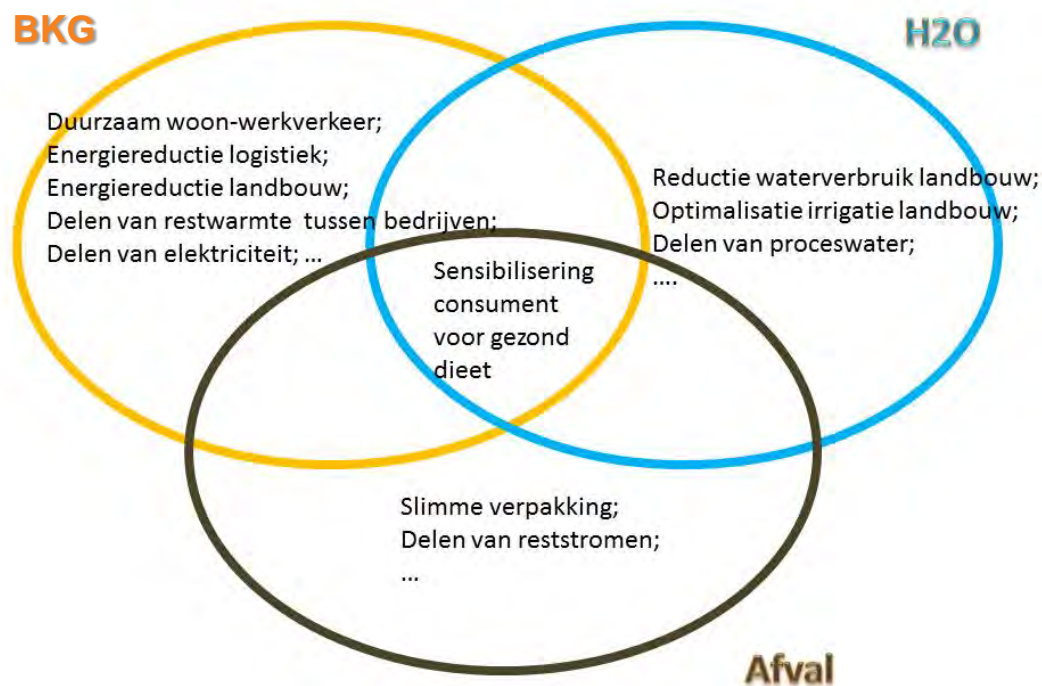 BKG
H2O
Duurzaam woon-werkverkeer;
Energiereductie logistiek;
Energiereductie landbouw;
Delen van restwarmte tussen bedrijven;
Delen van elektriciteit; ...
Reductie waterverbruik landbouw;
Optimalisatie irrigatie landbouw;
Delen van proceswater;
....
Sensibilisering
consument
voor gezond
dieet
Slimme verpakking;
Delen van reststromen;
...
Afval